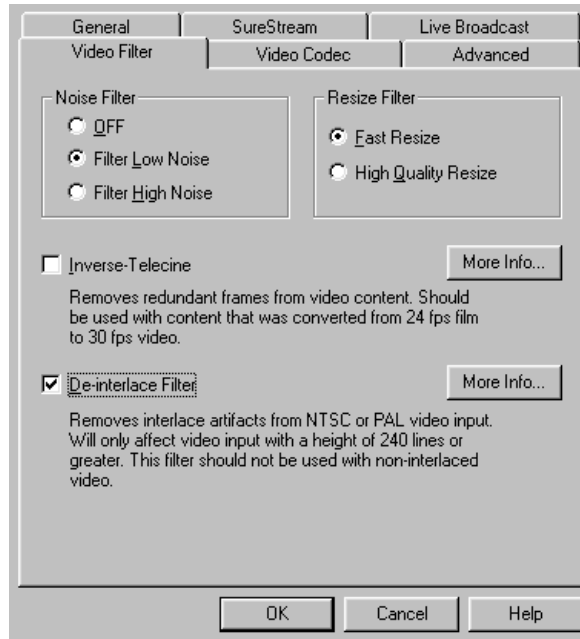 General SureStream Live Broadcast
Video Filter Video Codec Advanced
Noise Filter
OFF
Filter Low Noise
Filter High Noise
Resize Filter
Fast Resize
High Quality Resize
Inverse-Telecine More Info...
Removes redundant frames from video content. Should
be used with content that was converted from 24 fps film
to 30 fps video.
De-interlace Filter More Info...
Removes interlace artifacts from NTSC or PAL video input.
Will only affect video input with a height of 240 lines or
greater. This filter should not be used with non-interlaced
video.
OK Cancel Help